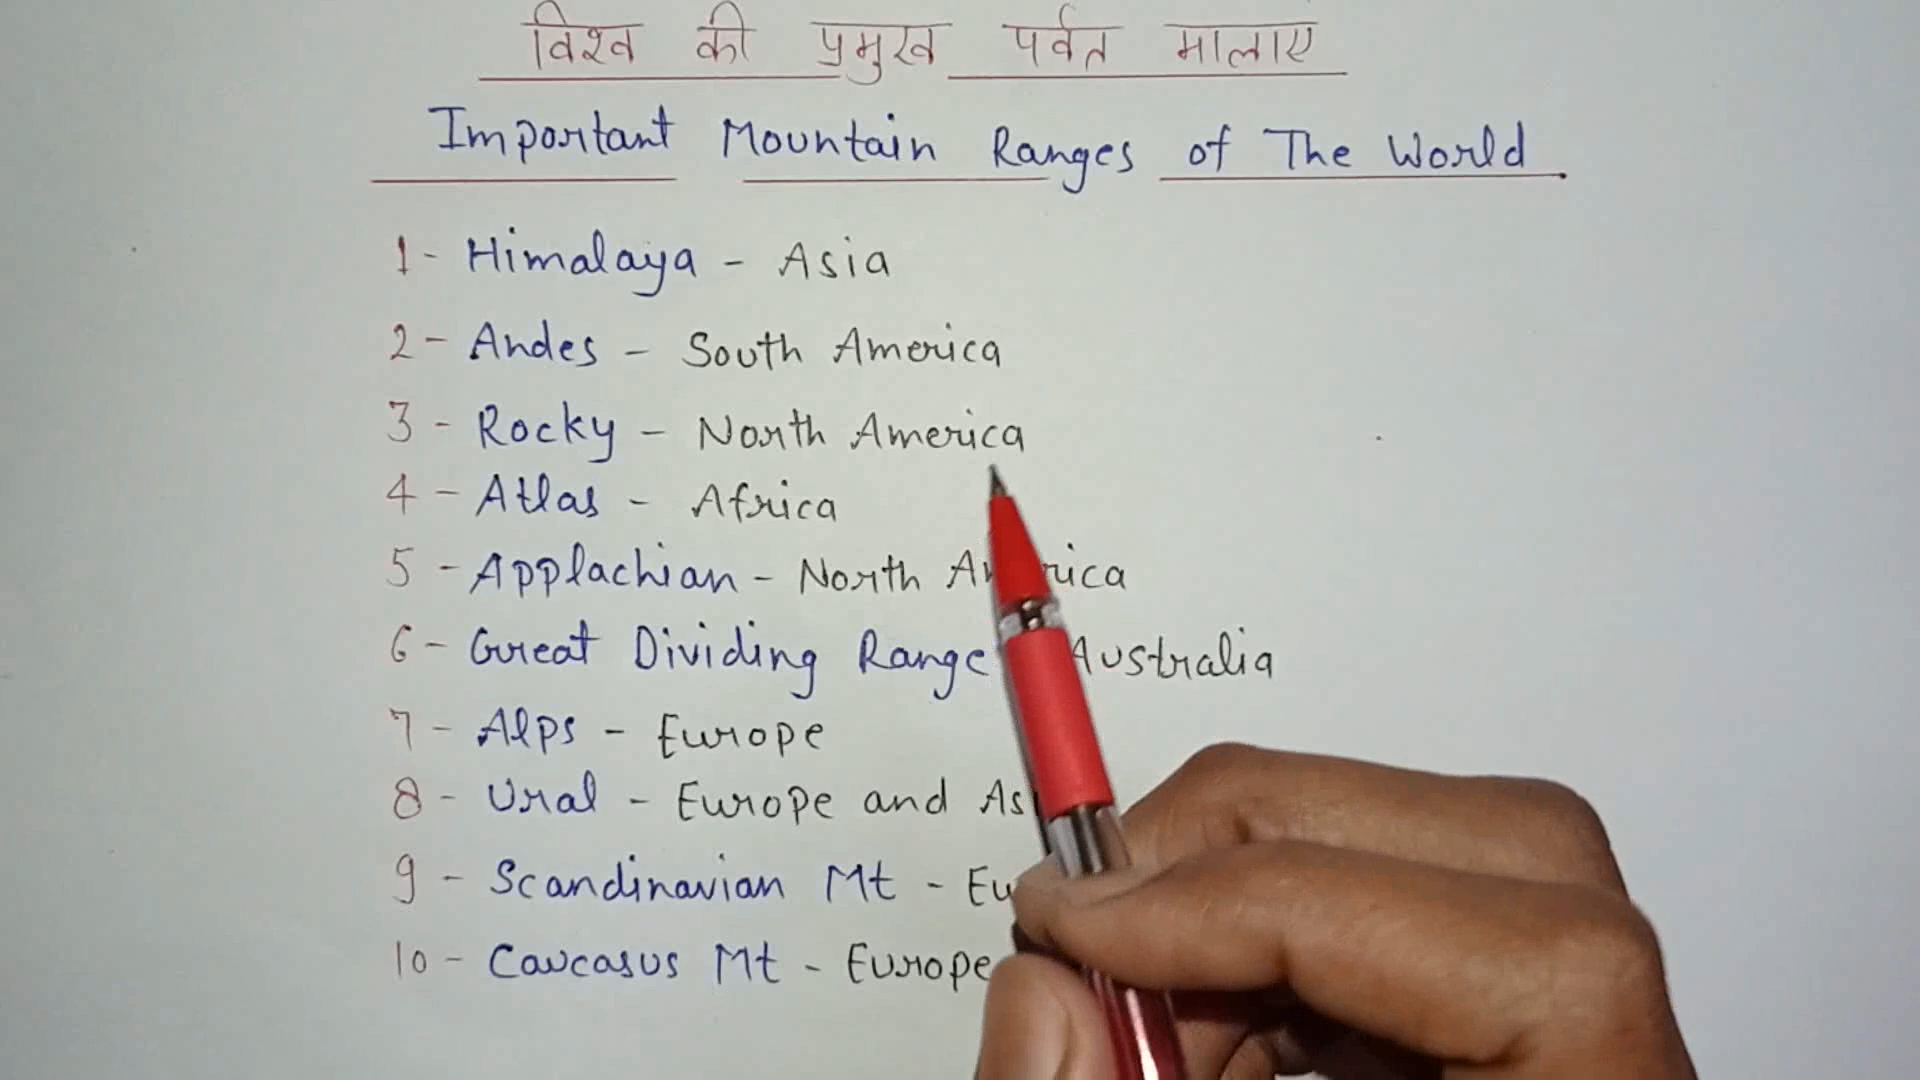 विश्व की प्रमुख पर्वत मालाए
Important Mountain Ranges of The World
1- Himalaya - Asia
2- Andes - South America
3 - Rocky - North America
4 - Atlas - Africa
5 - Applachian - North America
6 - Great Dividing Range Australia
7 - Alps - Europe
8 - Ural - Europe and
9 - Scandinavian Mt -
10 - Caucasus Mt - Europe